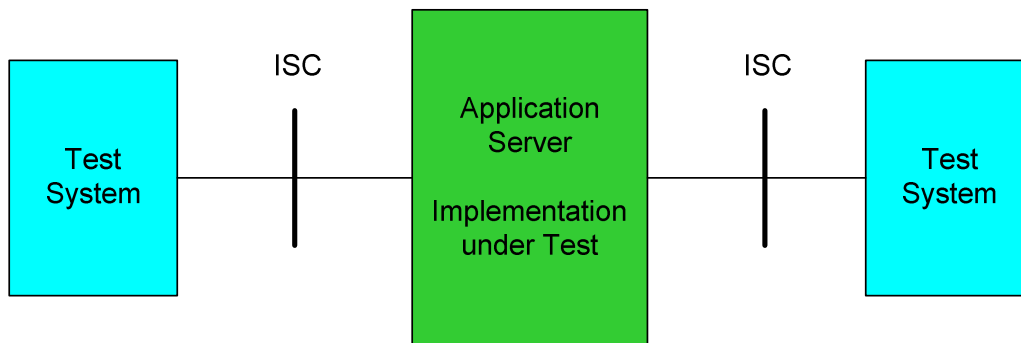 ISC
ISC
Test
System
Application
Server
Implementation
under Test
Test
System